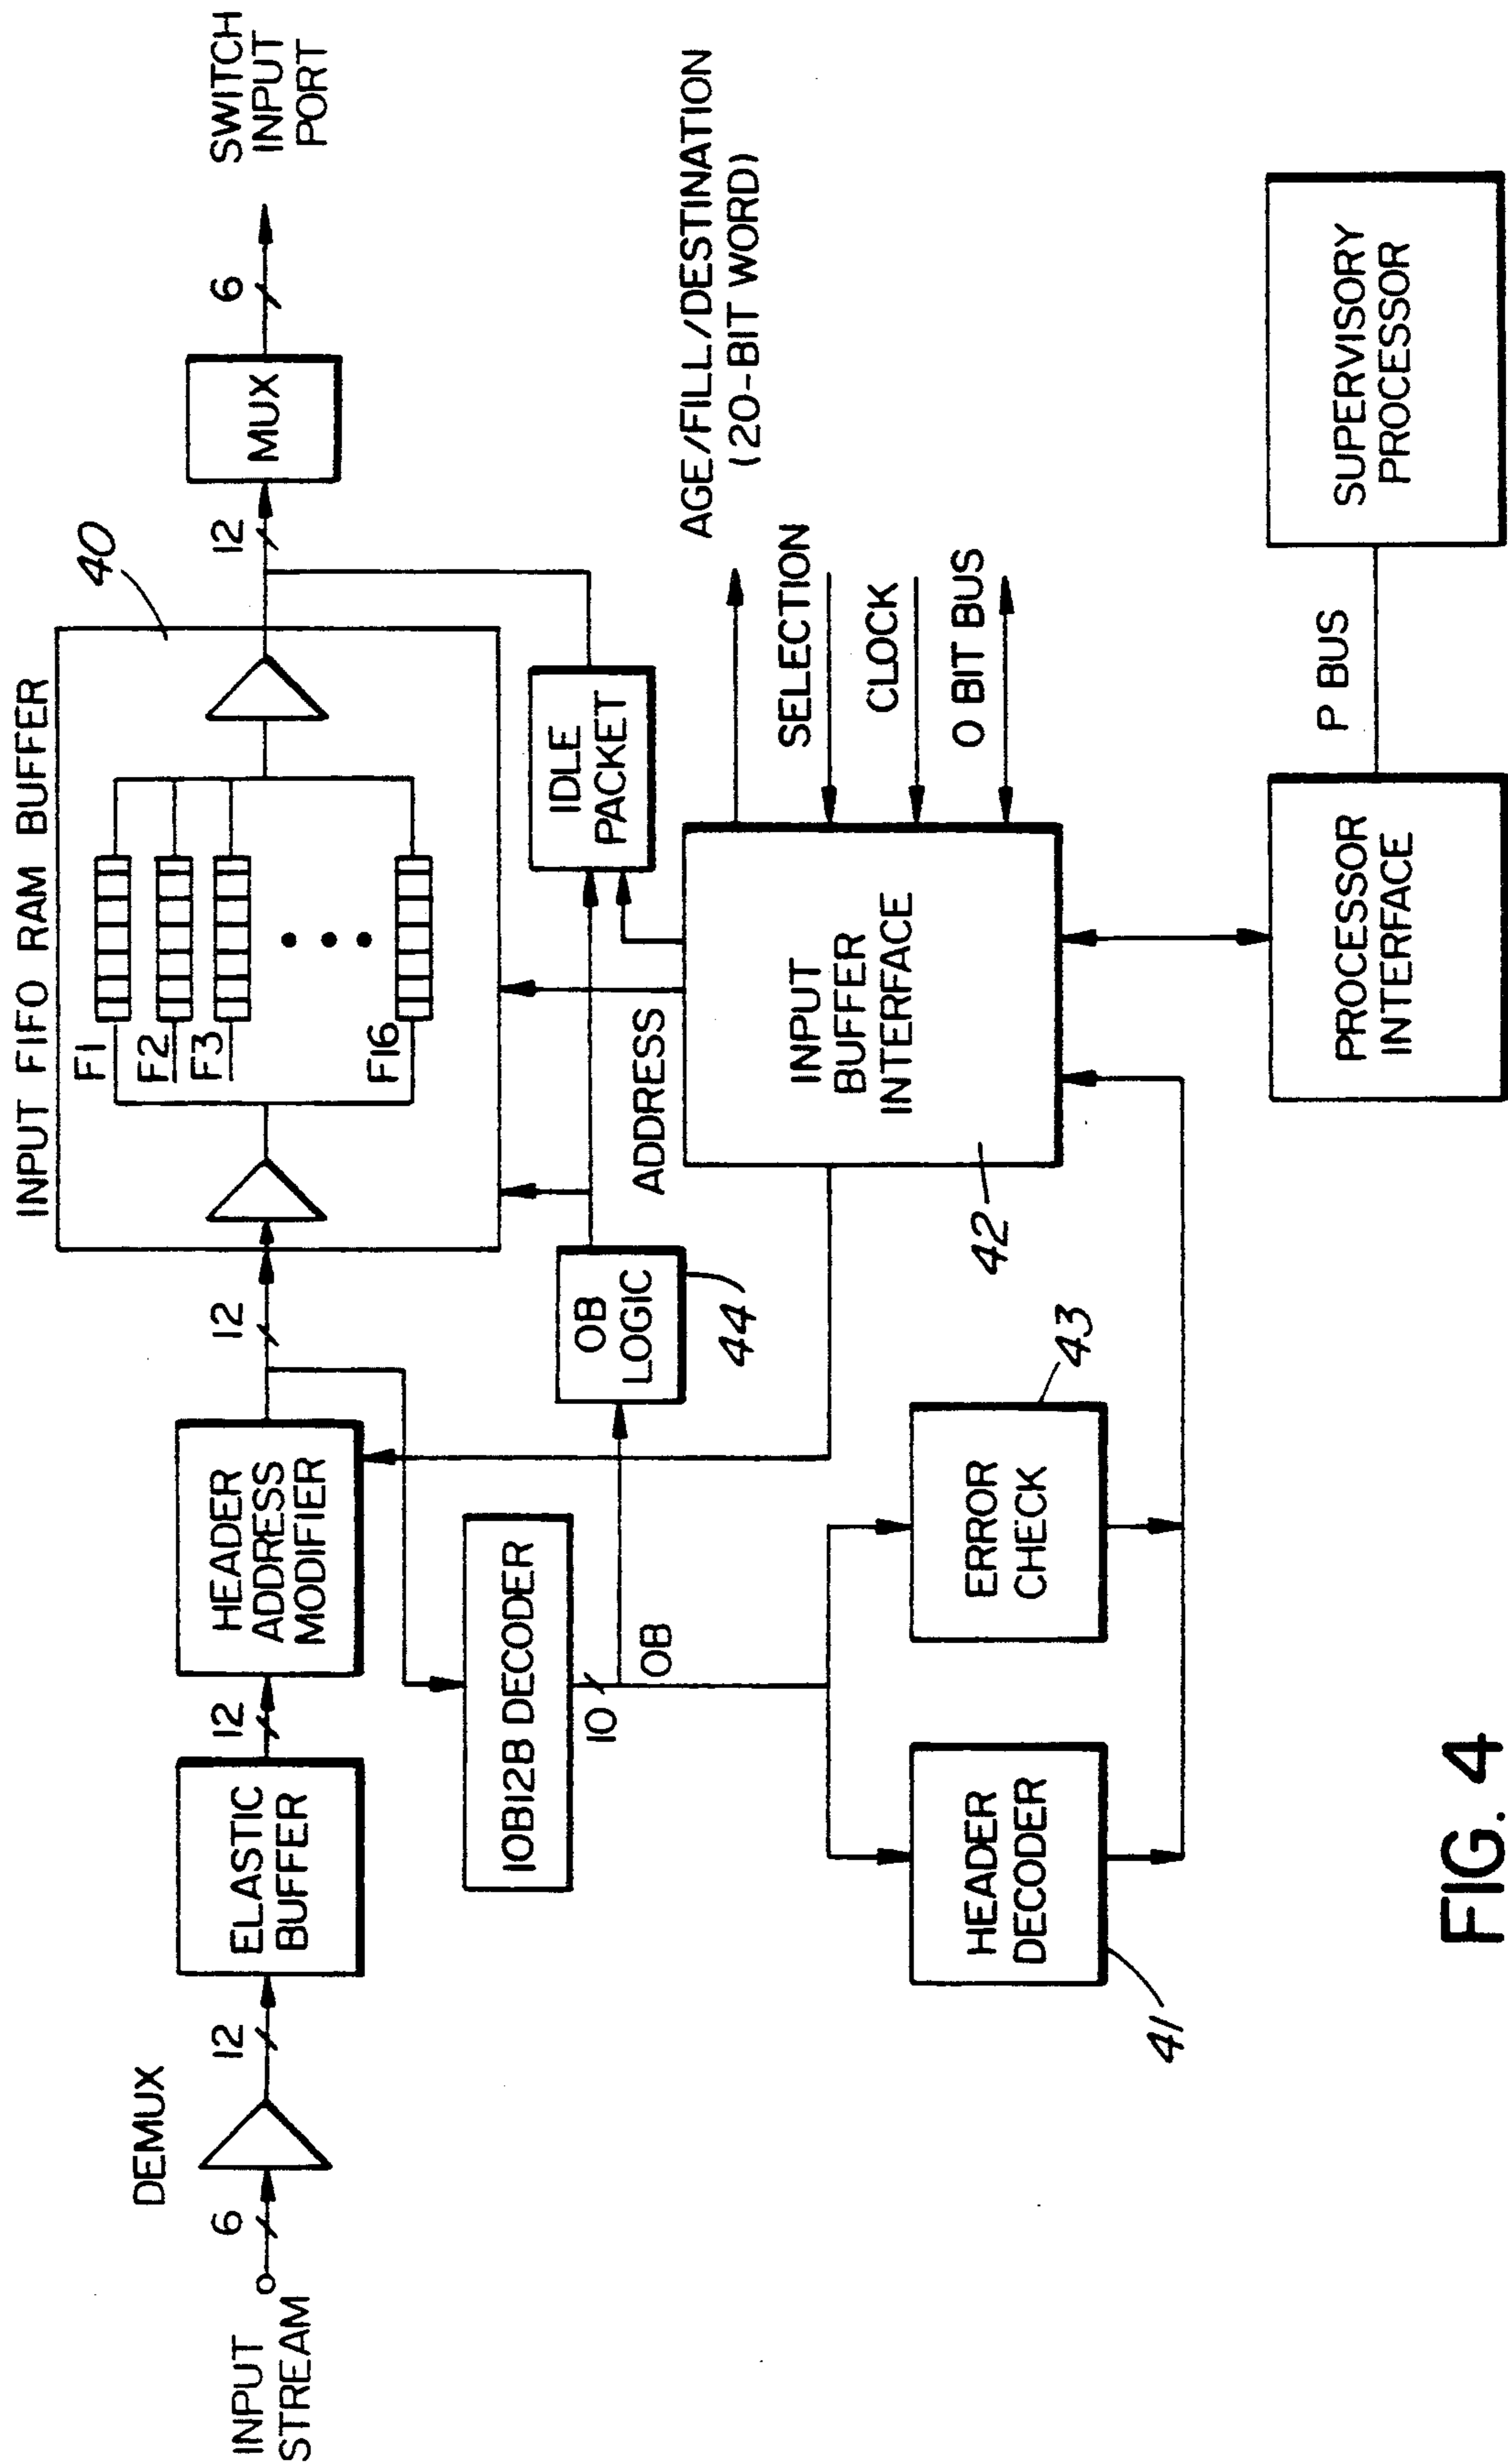 INPUT FIFO RAM BUFFER
40
F1
F2
F3
F16
DEMUX
INPUT
STREAM
6
12
ELASTIC
BUFFER
12
HEADER
ADDRESS
MODIFIER
12
12
MUX
6
SWITCH
INPUT
PORT
10B12B DECODER
10
OB
OB
LOGIC
44
ADDRESS
IDLE
PACKET
AGE/FILL/DESTINATION
(20-BIT WORD)
SELECTION
CLOCK
O BIT BUS
INPUT
BUFFER
INTERFACE
42
HEADER
DECODER
41
ERROR
CHECK
43
PROCESSOR
INTERFACE
P BUS
SUPERVISORY
PROCESSOR
FIG. 4